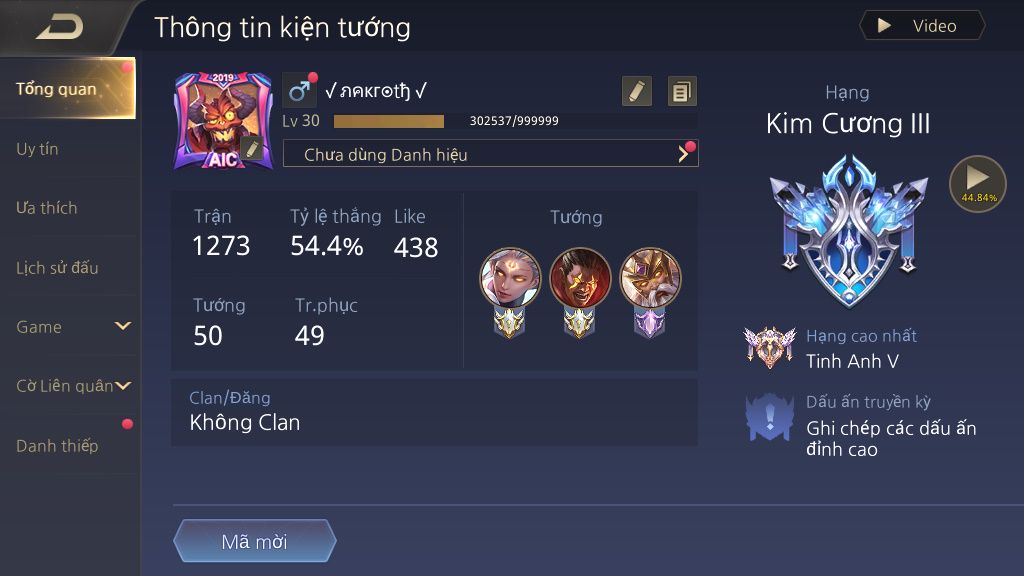 Thông tin kiện tướng
Video
Tổng quan
Uy tín
Ưa thích
Lịch sử đấu
Game
Cờ Liên quân
Danh thiếp
2019
AIC
√ ภคкг๏tђ √
Lv 30
302537/999999
Chưa dùng Danh hiệu
Trận
Tỷ lệ thắng
Like
1273
54.4%
438
Tướng
Tr.phục
50
49
Tướng
Clan/Đăng
Không Clan
Hạng
Kim Cương III
44.84%
Hạng cao nhất
Tinh Anh V
Dấu ấn truyền kỳ
Ghi chép các dấu ấn
đỉnh cao
Mã mời